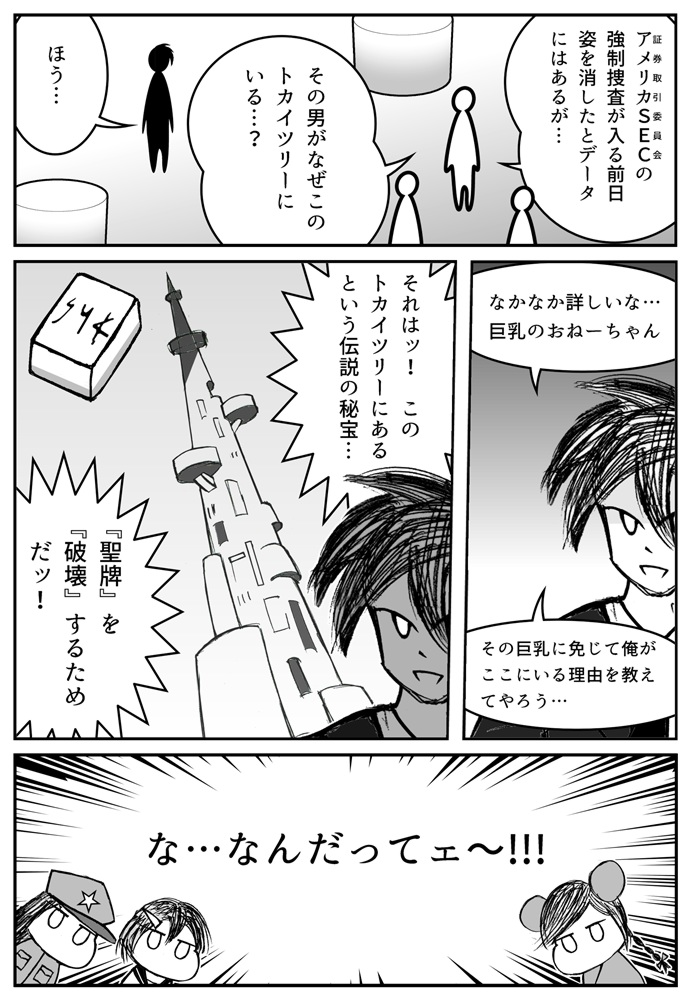 アメリカSECの
証券取引委員会
強制捜査が入る前日
姿を消したとデータ
にはあるが…
その男がなぜこの
トカイツリーに
いる…?
ほう…
なかなか詳しいな…
巨乳のおねーちゃん
その巨乳に免じて俺が
ここにいる理由を教え
てやろう…
それはッ! この
トカイツリーにある
という伝説の秘宝…
『聖牌』を
『破壊』するため
だッ!
な…なんだってェ〜!!!